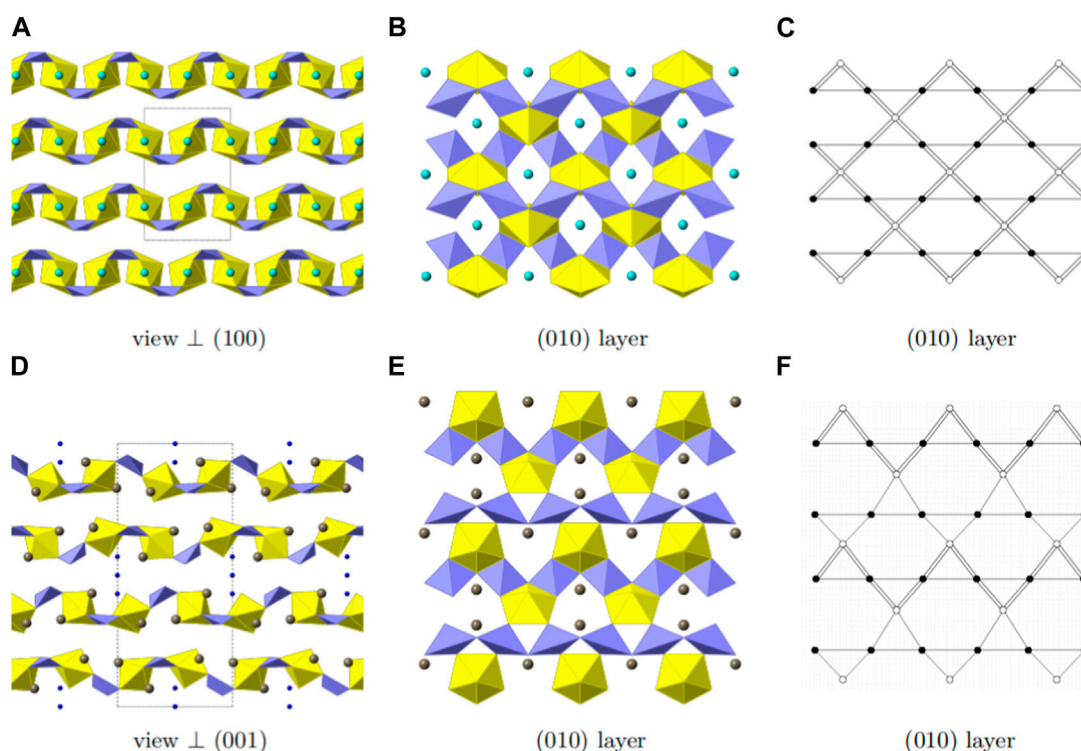 A
B
C
view ⊥ (100)
(010) layer
(010) layer
D
E
F
view ⊥ (001)
(010) layer
(010) layer